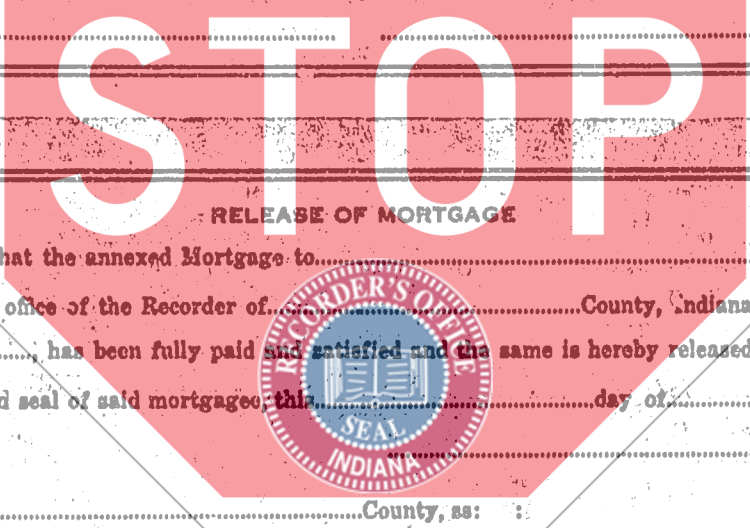 STOP
RELEASE OF MORTGAGE
hat the annexed Mortgage to
office of the Recorder of County, Indiana
, has been fully paid and satisfied and the same is hereby released
d seal of said mortgagee, this day of
RECORDER'S OFFICE
SEAL
INDIANA
County, ss: